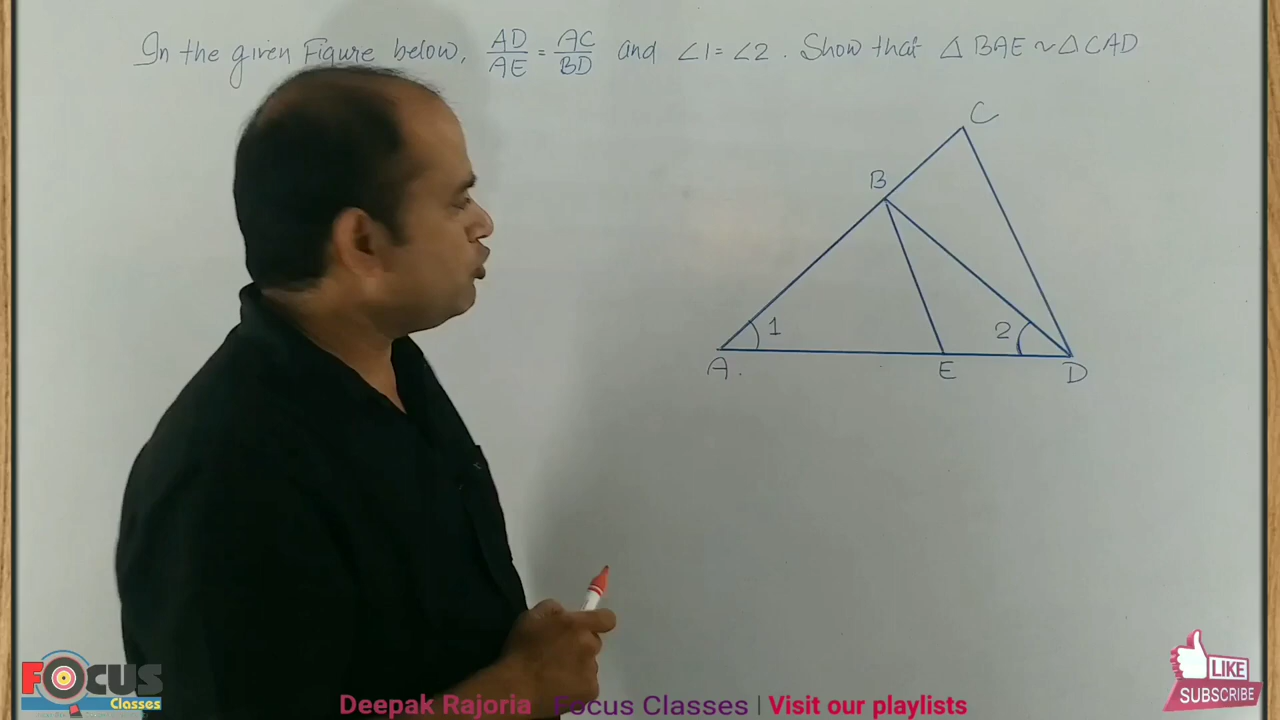 In the given Figure below, AD/AE = AC/BD and ∠1 = ∠2 . Show that △ BAE ~ △ CAD
C
B
1
2
A .
E
D
FOCUS
Classes
LIKE
SUBSCRIBE
Deepak Rajoria Focus Classes | Visit our playlists